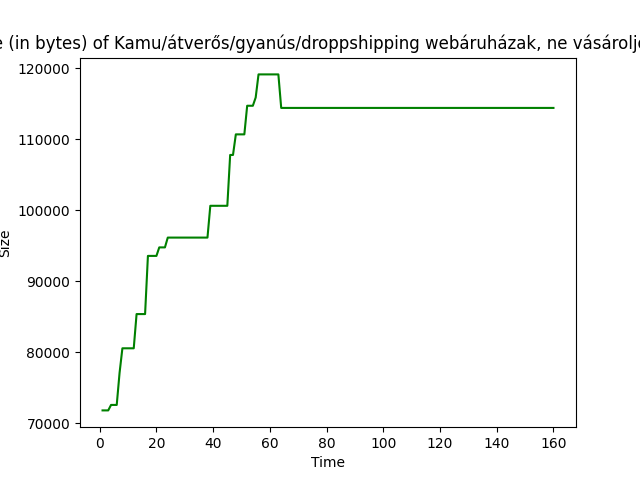 e (in bytes) of Kamu/átverős/gyanús/droppshipping webáruházak, ne vásárolj
120000
110000
100000
90000
80000
70000
Size
0 20 40 60 80 100 120 140 160
Time